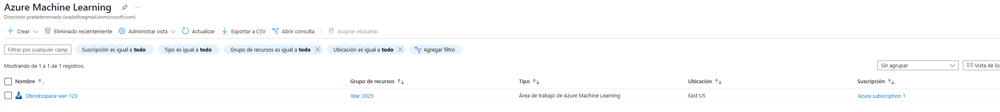 Azure Machine Learning
Directorio predeterminado (wadolfoegmail.onmicrosoft.com)
Crear Eliminado recientemente Administrar vista Actualizar Exportar a CSV Abrir consulta Asignar etiquetas
Filtrar por cualquier camp Suscripción es igual a todo Tipo es igual a todo Grupo de recursos es igual a todo Ubicación es igual a todo Agregar filtro
Mostrando de 1 a 1 de 1 registros. Sin agrupar Vista de lis
Nombre Grupo de recursos Tipo Ubicación Suscripción
Dbricksspace-war-123 War-2025 Área de trabajo de Azure Machine Learning East US Azure subscription 1